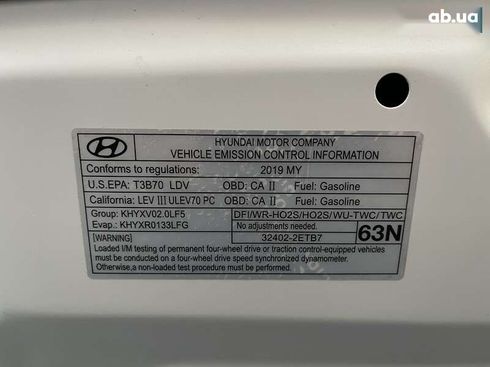 ab.ua
HYUNDAI MOTOR COMPANY
VEHICLE EMISSION CONTROL INFORMATION
Conforms to regulations: 2019 MY
U.S.EPA: T3B70 LDV OBD: CA II Fuel: Gasoline
California: LEV III ULEV70 PC OBD: CA II Fuel: Gasoline
Group: KHYXV02.0LF5 DFI/WR-HO2S/HO2S/WU-TWC/TWC
Evap.: KHYXR0133LFG No adjustments needed. 63N
[WARNING] 32402-2ETB7
Loaded I/M testing of permanent four-wheel drive or traction control equipped vehicles
must be performed on a four-wheel drive speed synchronized dynamometer.
Otherwise,a non-loaded test procedure must be performed.